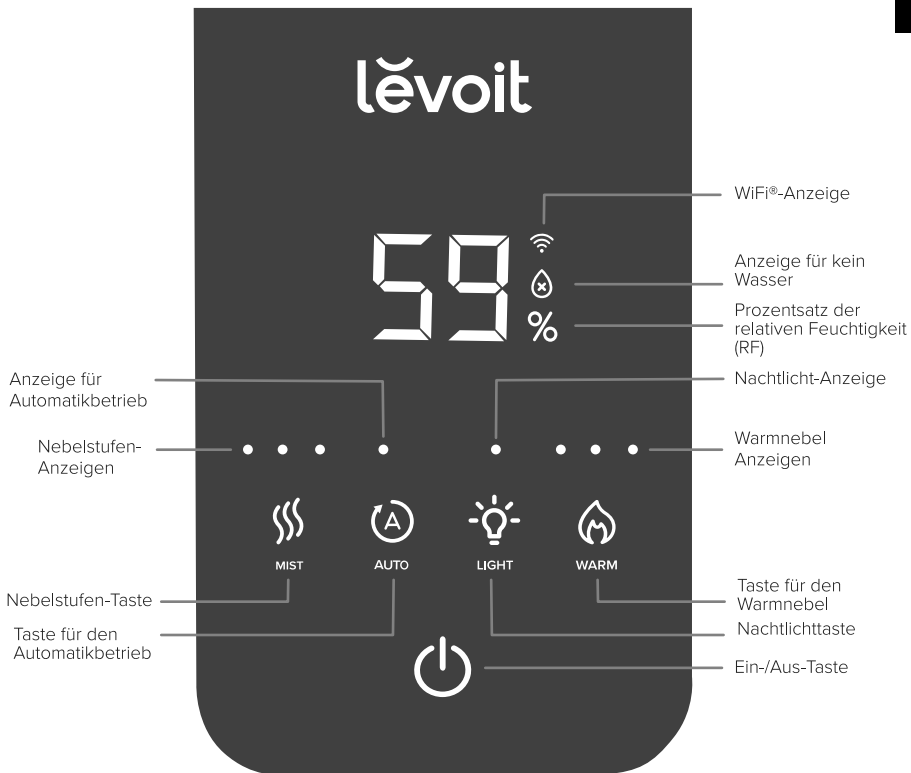 lĕvoit
59
%
WiFi®-Anzeige
Anzeige für kein
Wasser
Prozentsatz der
relativen Feuchtigkeit
(RF)
Anzeige für
Automatikbetrieb
Nachtlicht-Anzeige
Nebelstufen-
Anzeigen
Warmnebel
Anzeigen
A
MIST
AUTO
LIGHT
WARM
Nebelstufen-Taste
Taste für den
Automatikbetrieb
Taste für den
Warmnebel
Nachtlichttaste
Ein-/Aus-Taste